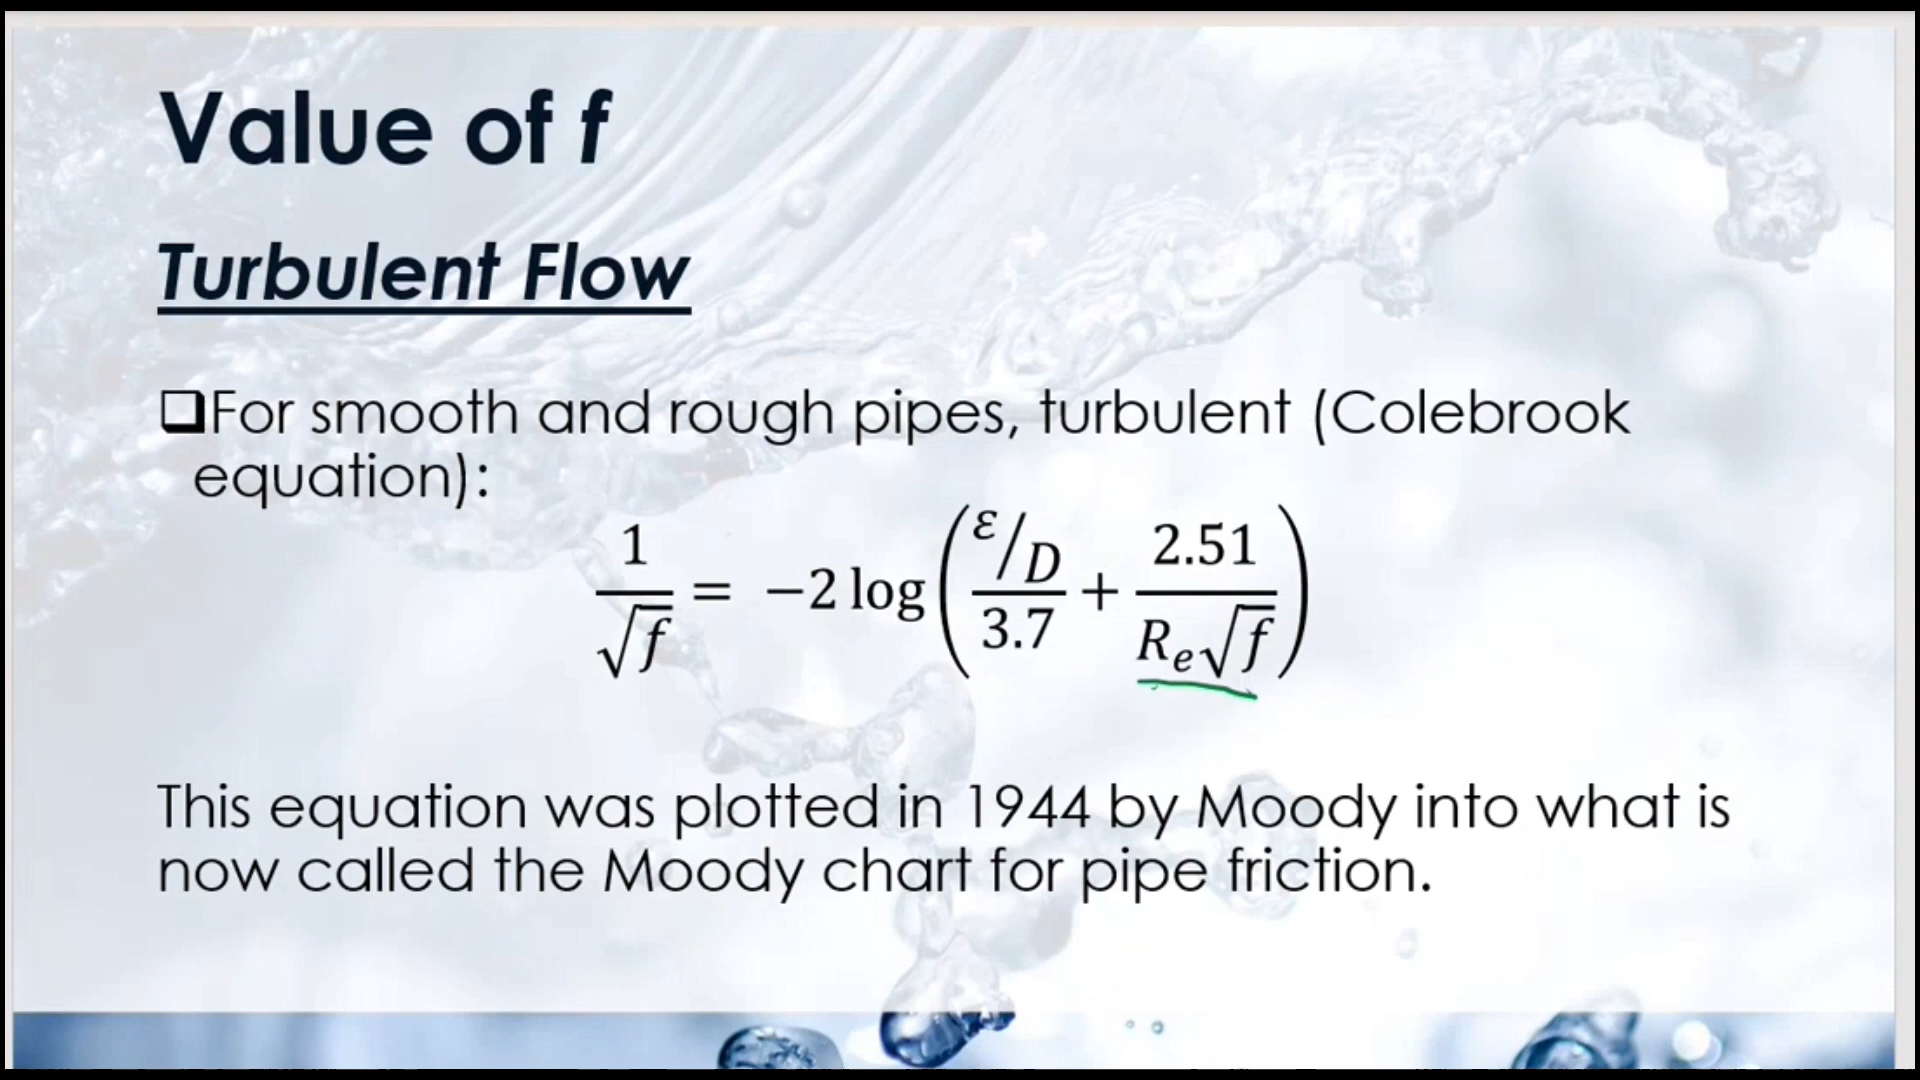 Value of f
Turbulent Flow
❑For smooth and rough pipes, turbulent (Colebrook
equation):
1/√f = −2 log((ε/D)/3.7 + 2.51/(Re√f))
This equation was plotted in 1944 by Moody into what is
now called the Moody chart for pipe friction.